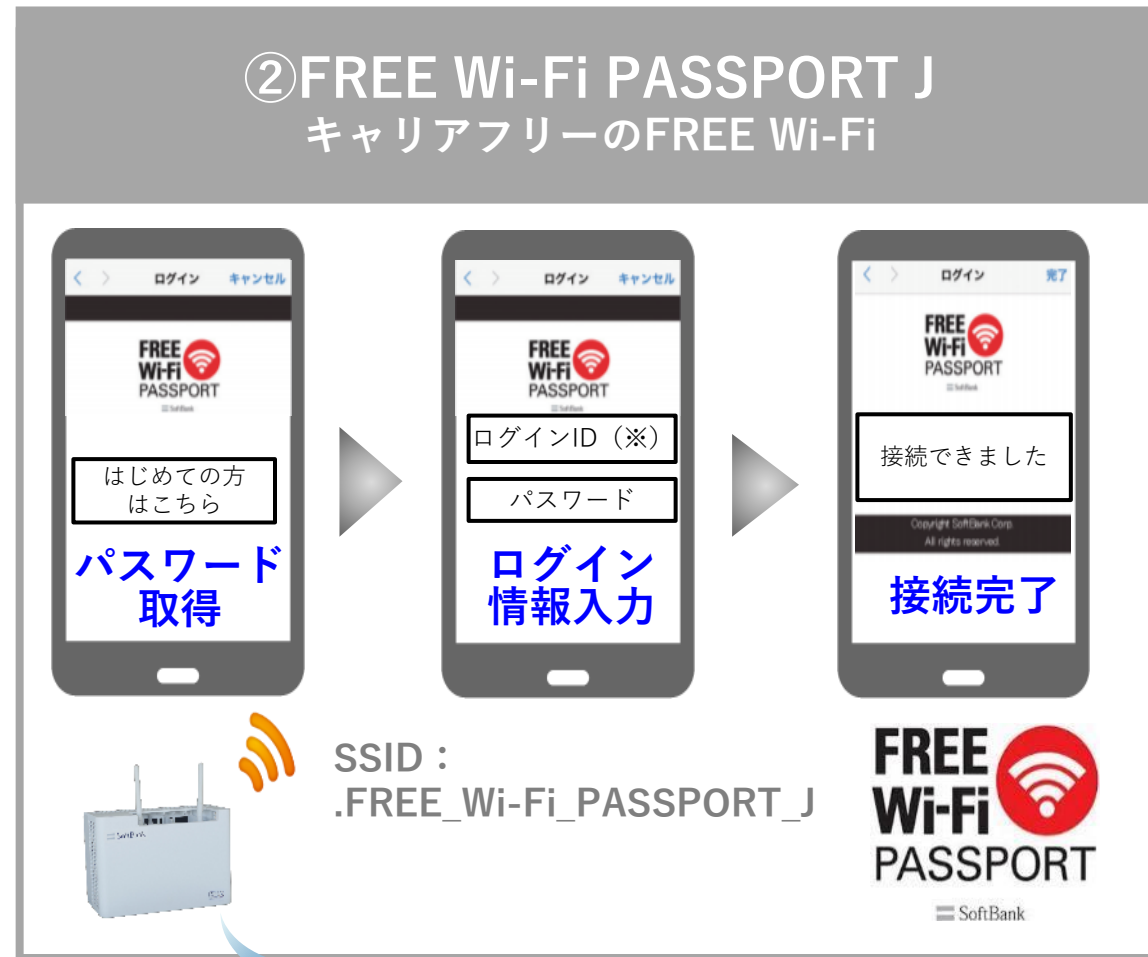 ②FREE Wi-Fi PASSPORT J
キャリアフリーのFREE Wi-Fi
ログイン キャンセル
FREE
Wi-Fi
PASSPORT
SoftBank
はじめての方
はこちら
パスワード
取得
ログイン キャンセル
FREE
Wi-Fi
PASSPORT
SoftBank
ログインID（※）
パスワード
ログイン
情報入力
ログイン 完了
FREE
Wi-Fi
PASSPORT
SoftBank
接続できました
Copyright SoftBank Corp.
All rights reserved
接続完了
SoftBank
SSID：
.FREE_Wi-Fi_PASSPORT_J
FREE
Wi-Fi
PASSPORT
SoftBank